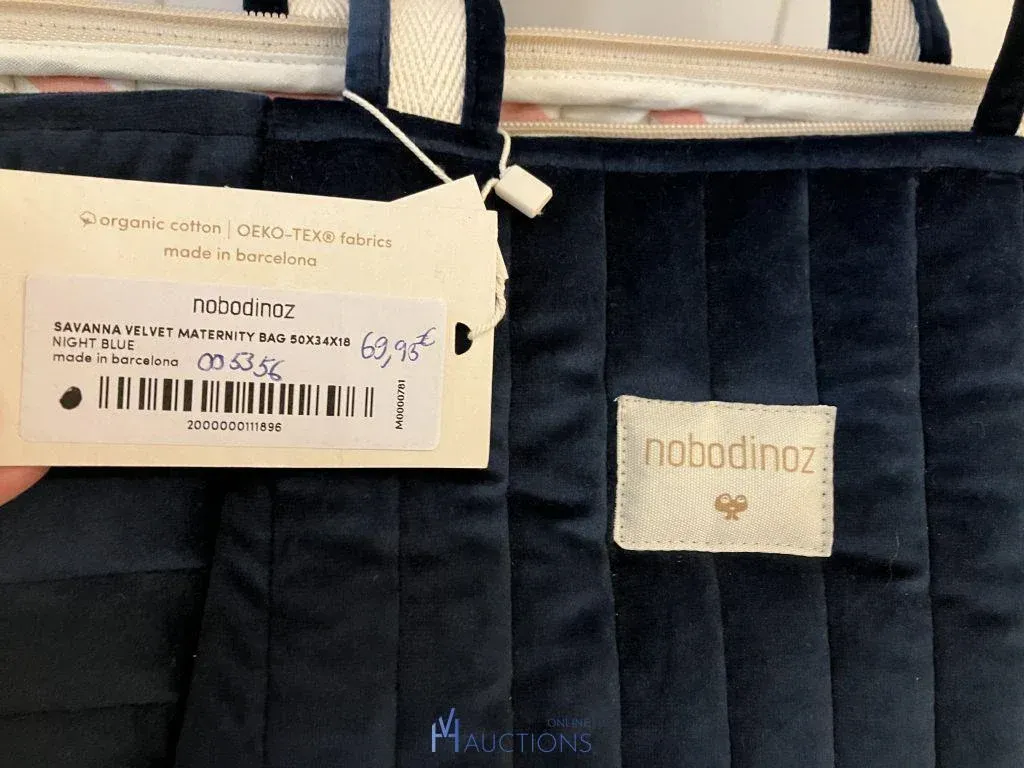 organic cotton | OEKO-TEX® fabrics
made in barcelona
nobodinoz
SAVANNA VELVET MATERNITY BAG 50X34X18
NIGHT BLUE
69,95€
made in barcelona
005356
M0000781
2000000111896
nobodinoz
ONLINE
AUCTIONS